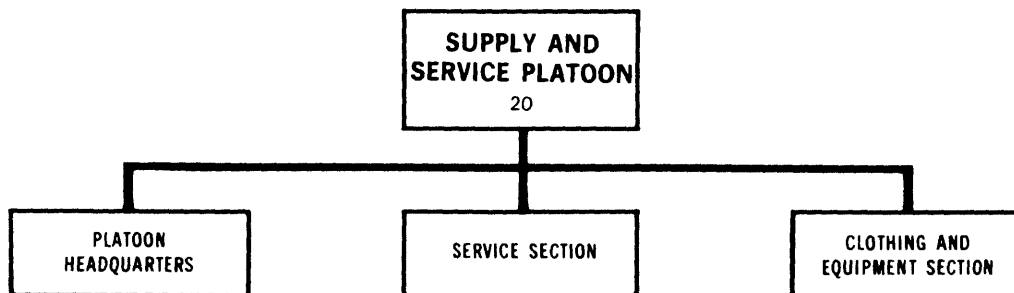 SUPPLY AND
SERVICE PLATOON
20
PLATOON
HEADQUARTERS
SERVICE SECTION
CLOTHING AND
EQUIPMENT SECTION